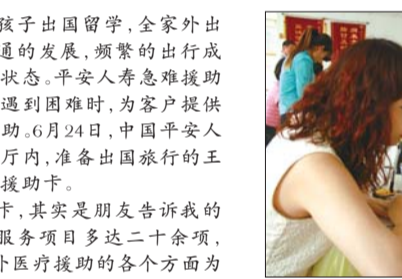 孩子出国留学,全家外出
通的发展,频繁的出行成
状态。平安人寿急难援助
遇到困难时,为客户提供
助。6月24日,中国平安人
厅内,准备出国旅行的王
援助卡。
卡,其实是朋友告诉我的
服务项目多达二十余项,
外医疗援助的各个方面为